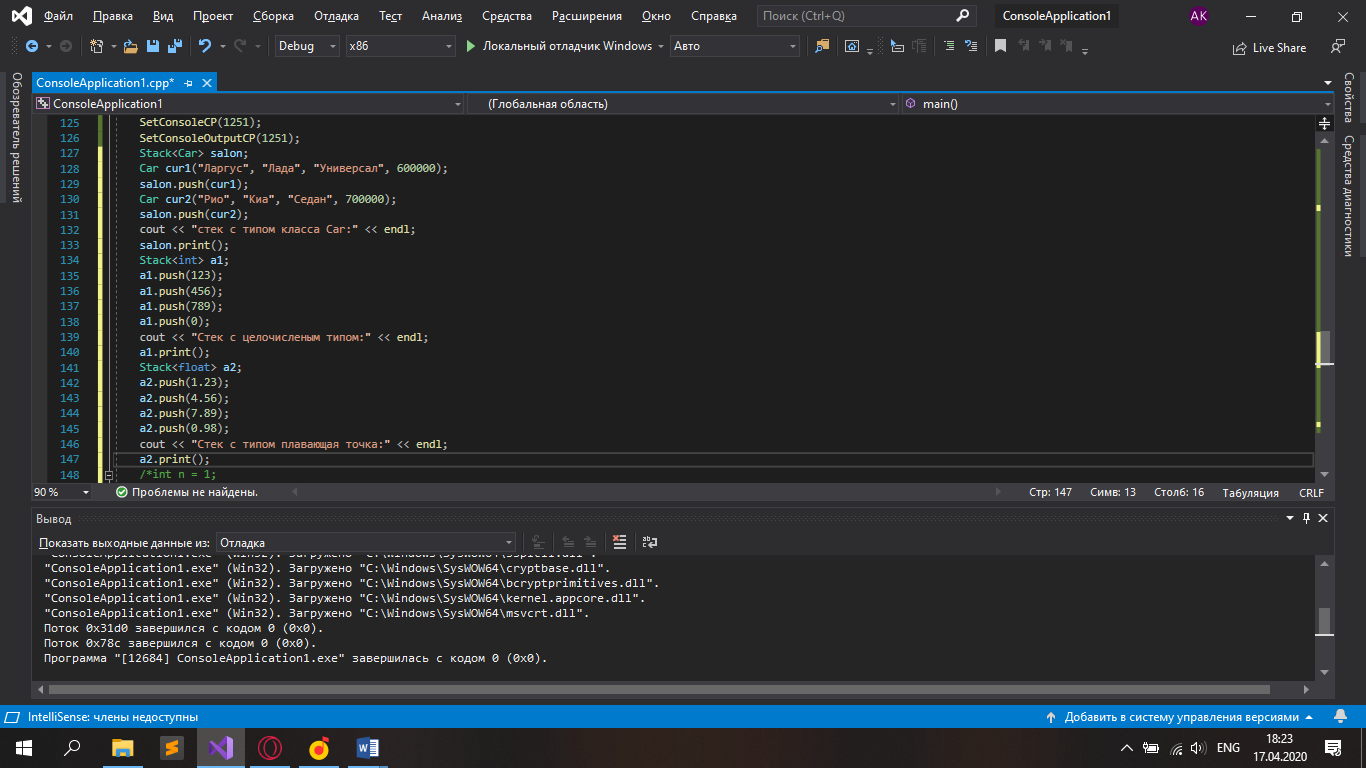 Файл Правка Вид Проект Сборка Отладка Тест Анализ Средства Расширения Окно Справка Поиск (Ctrl+Q) ConsoleApplication1 AK
Debug x86 Локальный отладчик Windows Авто Live Share
Обозреватель решений
Свойства
Средства диагностики
ConsoleApplication1.cpp*
ConsoleApplication1 (Глобальная область) main()
125 SetConsoleCP(1251);
126 SetConsoleOutputCP(1251);
127 Stack<Car> salon;
128 Car cur1("Ларгус", "Лада", "Универсал", 600000);
129 salon.push(cur1);
130 Car cur2("Рио", "Киа", "Седан", 700000);
131 salon.push(cur2);
132 cout << "стек с типом класса Car:" << endl;
133 salon.print();
134 Stack<int> a1;
135 a1.push(123);
136 a1.push(456);
137 a1.push(789);
138 a1.push(0);
139 cout << "Стек с целочисленым типом:" << endl;
140 a1.print();
141 Stack<float> a2;
142 a2.push(1.23);
143 a2.push(4.56);
144 a2.push(7.89);
145 a2.push(0.98);
146 cout << "Стек с типом плавающая точка:" << endl;
147 a2.print();
148 /*int n = 1;
90 % Проблемы не найдены. Стр: 147 Симв: 13 Столб: 16 Табуляция CRLF
Вывод
Показать выходные данные из: Отладка
"ConsoleApplication1.exe" (Win32). Загружено "C:\Windows\SysWOW64\sspicli.dll".
"ConsoleApplication1.exe" (Win32). Загружено "C:\Windows\SysWOW64\cryptbase.dll".
"ConsoleApplication1.exe" (Win32). Загружено "C:\Windows\SysWOW64\bcryptprimitives.dll".
"ConsoleApplication1.exe" (Win32). Загружено "C:\Windows\SysWOW64\kernel.appcore.dll".
"ConsoleApplication1.exe" (Win32). Загружено "C:\Windows\SysWOW64\msvcrt.dll".
Поток 0x31d0 завершился с кодом 0 (0x0).
Поток 0x78c завершился с кодом 0 (0x0).
Программа "[12684] ConsoleApplication1.exe" завершилась с кодом 0 (0x0).
IntelliSense: члены недоступны Добавить в систему управления версиями
ENG 18:23
17.04.2020